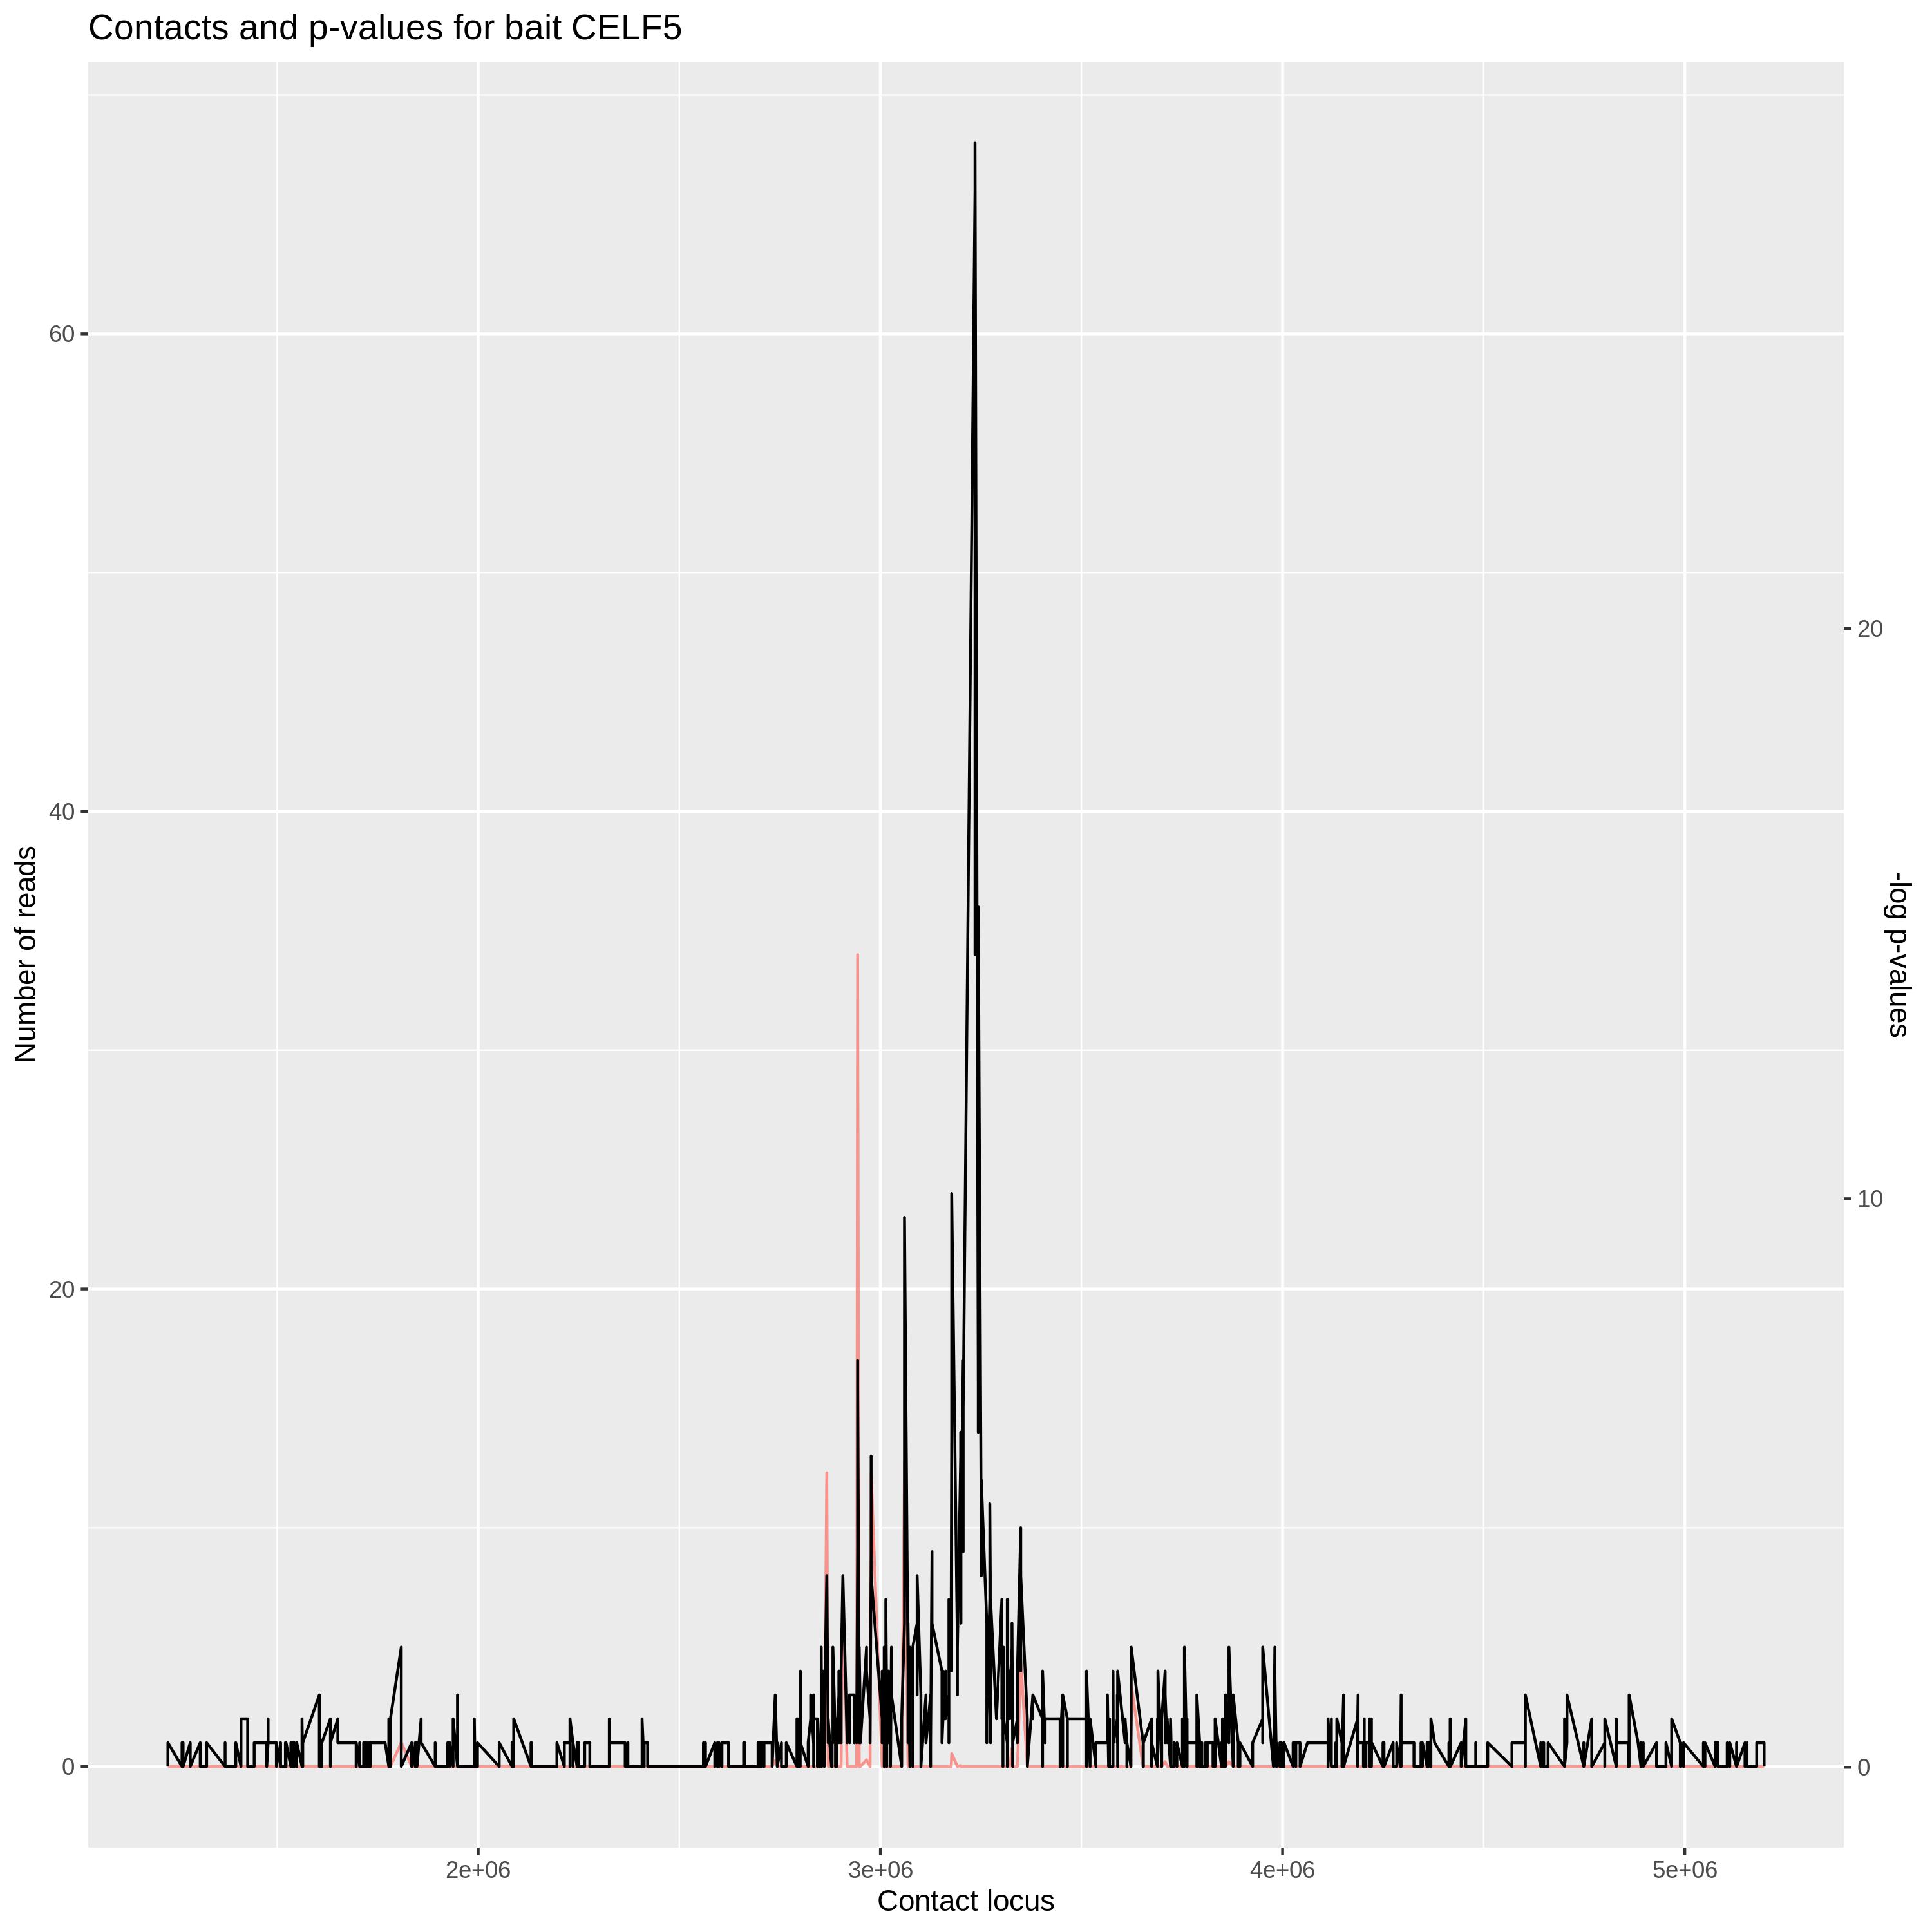 Contacts and p-values for bait CELF5
60
40
20
0
Number of reads
20
10
0
-log p-values
2e+06
3e+06
4e+06
5e+06
Contact locus